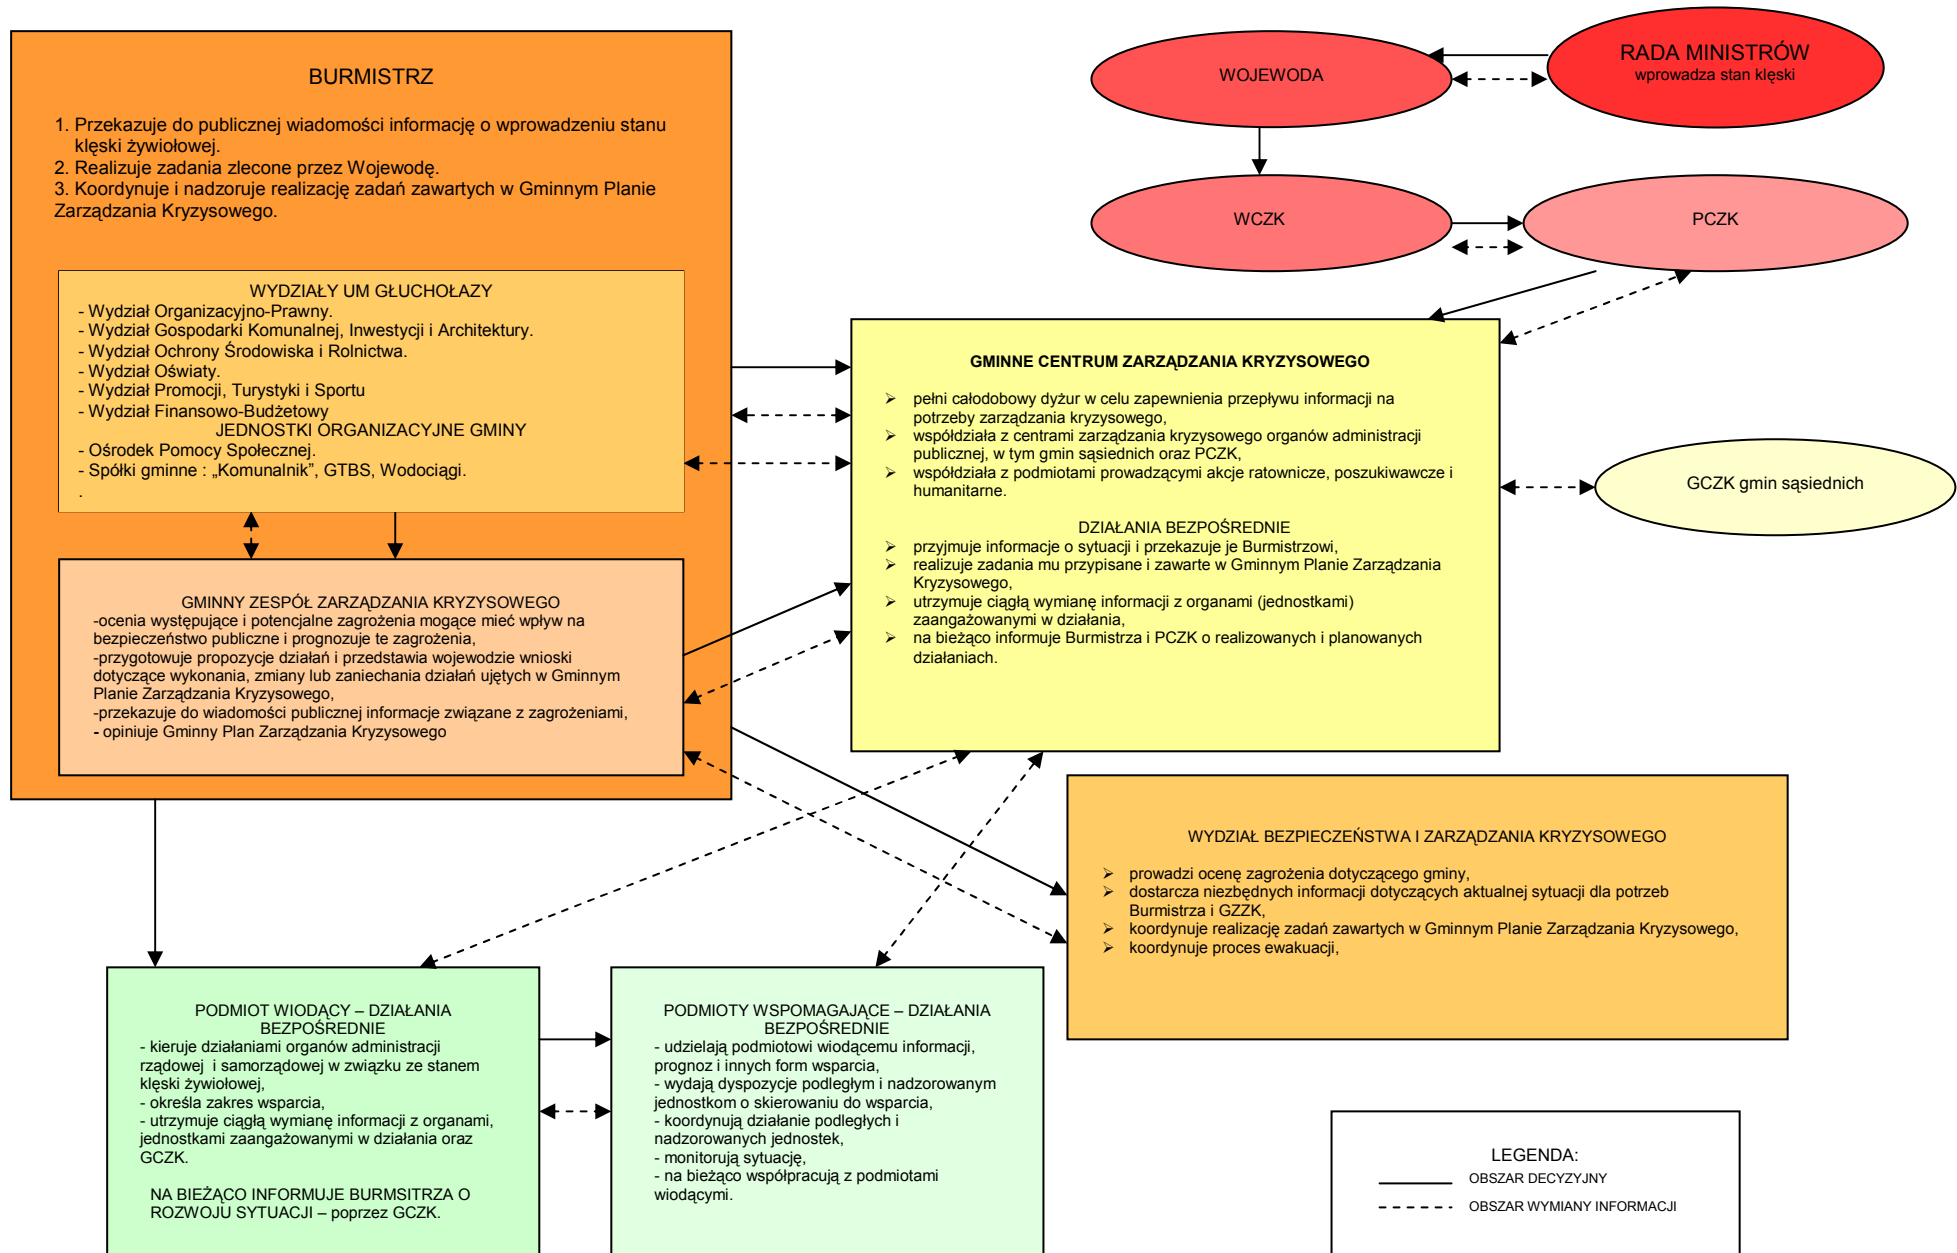 BURMISTRZ
1. Przekazuje do publicznej wiadomości informację o wprowadzeniu stanu
klęski żywiołowej.
2. Realizuje zadania zlecone przez Wojewodę.
3. Koordynuje i nadzoruje realizację zadań zawartych w Gminnym Planie
Zarządzania Kryzysowego.
WYDZIAŁY UM GŁUCHOŁAZY
- Wydział Organizacyjno-Prawny.
- Wydział Gospodarki Komunalnej, Inwestycji i Architektury.
- Wydział Ochrony Środowiska i Rolnictwa.
- Wydział Oświaty.
- Wydział Promocji, Turystyki i Sportu
- Wydział Finansowo-Budżetowy
JEDNOSTKI ORGANIZACYJNE GMINY
- Ośrodek Pomocy Społecznej.
- Spółki gminne : „Komunalnik”, GTBS, Wodociągi.
.
GMINNY ZESPÓŁ ZARZĄDZANIA KRYZYSOWEGO
-ocenia występujące i potencjalne zagrożenia mogące mieć wpływ na
bezpieczeństwo publiczne i prognozuje te zagrożenia,
-przygotowuje propozycje działań i przedstawia wojewodzie wnioski
dotyczące wykonania, zmiany lub zaniechania działań ujętych w Gminnym
Planie Zarządzania Kryzysowego,
-przekazuje do wiadomości publicznej informacje związane z zagrożeniami,
- opiniuje Gminny Plan Zarządzania Kryzysowego
WOJEWODA
RADA MINISTRÓW
wprowadza stan klęski
WCZK
PCZK
GMINNE CENTRUM ZARZĄDZANIA KRYZYSOWEGO
➢ pełni całodobowy dyżur w celu zapewnienia przepływu informacji na
potrzeby zarządzania kryzysowego,
➢ współdziała z centrami zarządzania kryzysowego organów administracji
publicznej, w tym gmin sąsiednich oraz PCZK,
➢ współdziała z podmiotami prowadzącymi akcje ratownicze, poszukiwawcze i
humanitarne.
DZIAŁANIA BEZPOŚREDNIE
➢ przyjmuje informacje o sytuacji i przekazuje je Burmistrzowi,
➢ realizuje zadania mu przypisane i zawarte w Gminnym Planie Zarządzania
Kryzysowego,
➢ utrzymuje ciągłą wymianę informacji z organami (jednostkami)
zaangażowanymi w działania,
➢ na bieżąco informuje Burmistrza i PCZK o realizowanych i planowanych
działaniach.
GCZK gmin sąsiednich
WYDZIAŁ BEZPIECZEŃSTWA I ZARZĄDZANIA KRYZYSOWEGO
➢ prowadzi ocenę zagrożenia dotyczącego gminy,
➢ dostarcza niezbędnych informacji dotyczących aktualnej sytuacji dla potrzeb
Burmistrza i GZZK,
➢ koordynuje realizację zadań zawartych w Gminnym Planie Zarządzania Kryzysowego,
➢ koordynuje proces ewakuacji,
PODMIOT WIODĄCY – DZIAŁANIA
BEZPOŚREDNIE
- kieruje działaniami organów administracji
rządowej i samorządowej w związku ze stanem
klęski żywiołowej,
- określa zakres wsparcia,
- utrzymuje ciągłą wymianę informacji z organami,
jednostkami zaangażowanymi w działania oraz
GCZK.
NA BIEŻĄCO INFORMUJE BURMSITRZA O
ROZWOJU SYTUACJI – poprzez GCZK.
PODMIOTY WSPOMAGAJĄCE – DZIAŁANIA
BEZPOŚREDNIE
- udzielają podmiotowi wiodącemu informacji,
prognoz i innych form wsparcia,
- wydają dyspozycje podległym i nadzorowanym
jednostkom o skierowaniu do wsparcia,
- koordynują działanie podległych i
nadzorowanych jednostek,
- monitorują sytuację,
- na bieżąco współpracują z podmiotami
wiodącymi.
LEGENDA:
OBSZAR DECYZYJNY
OBSZAR WYMIANY INFORMACJI